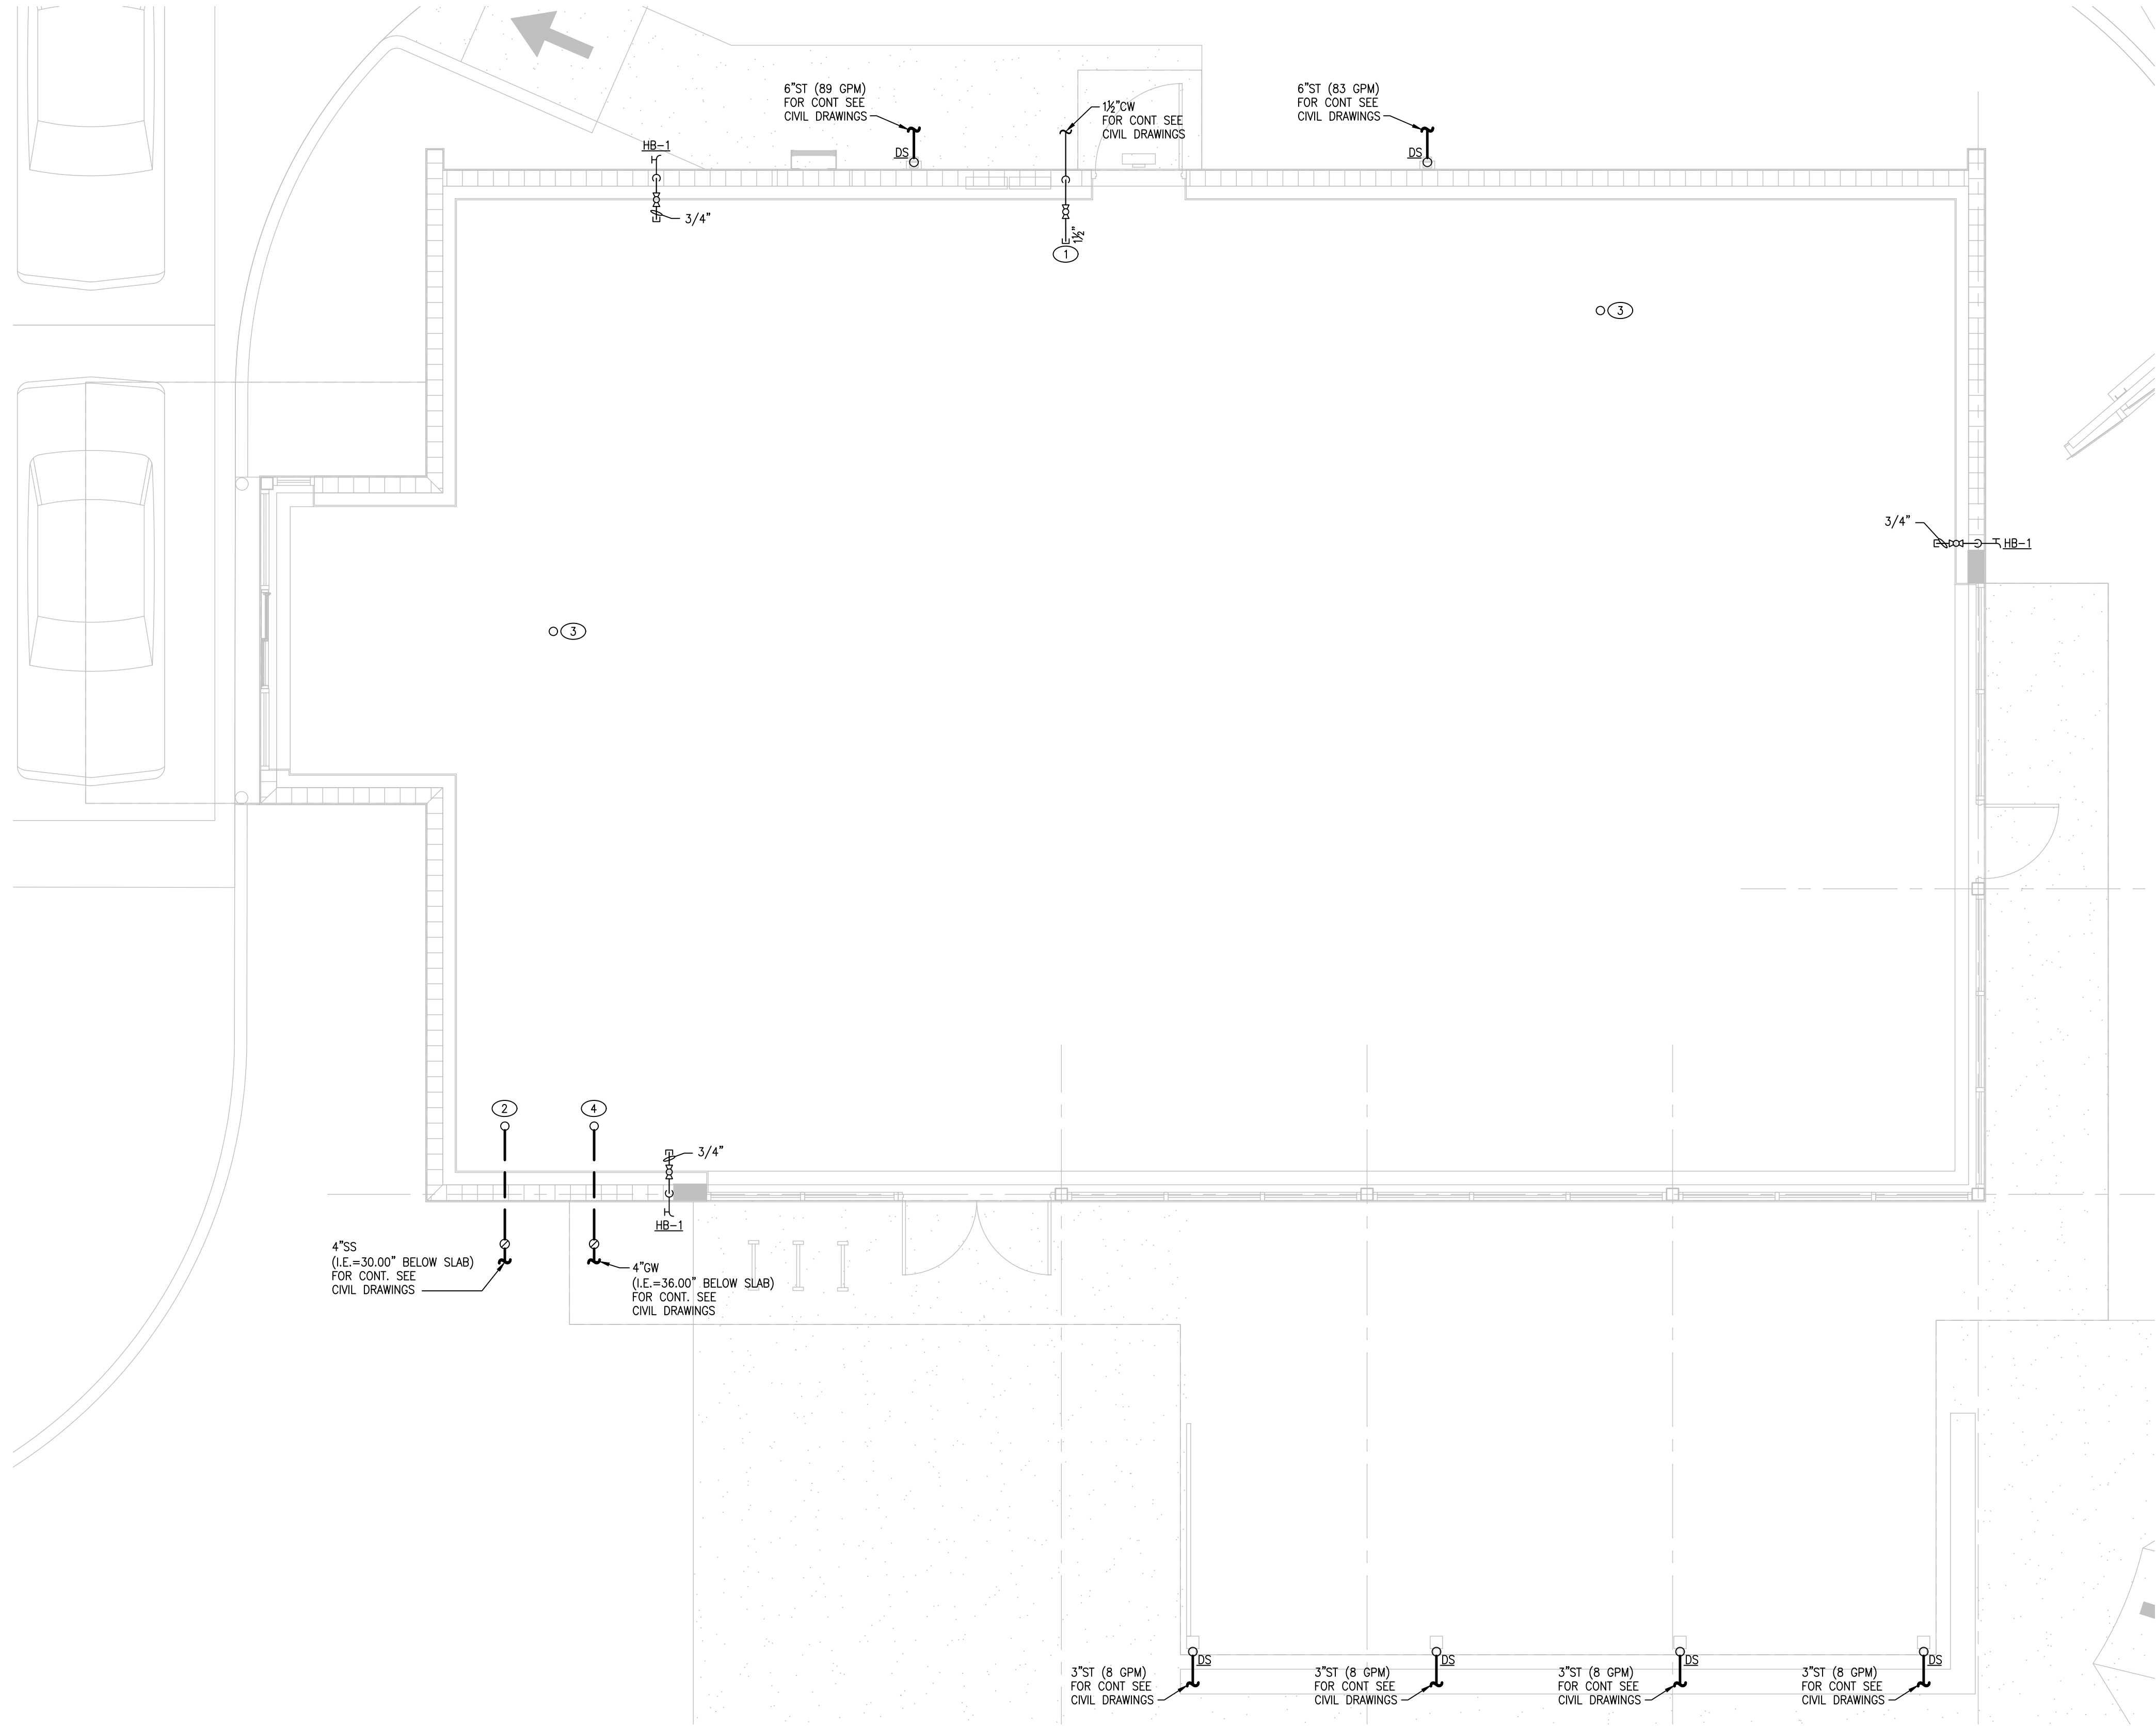 6"ST (89 GPM)
FOR CONT SEE
CIVIL DRAWINGS
DS
1½"CW
FOR CONT SEE
CIVIL DRAWINGS
6"ST (83 GPM)
FOR CONT SEE
CIVIL DRAWINGS
DS
HB-1
3/4"
1½"
1
3
3/4"
HB-1
3
2
4
3/4"
HB-1
4"SS
(I.E.=30.00" BELOW SLAB)
FOR CONT. SEE
CIVIL DRAWINGS
4"GW
(I.E.=36.00" BELOW SLAB)
FOR CONT. SEE
CIVIL DRAWINGS
DS
3"ST (8 GPM)
FOR CONT SEE
CIVIL DRAWINGS
DS
3"ST (8 GPM)
FOR CONT SEE
CIVIL DRAWINGS
DS
3"ST (8 GPM)
FOR CONT SEE
CIVIL DRAWINGS
DS
3"ST (8 GPM)
FOR CONT SEE
CIVIL DRAWINGS